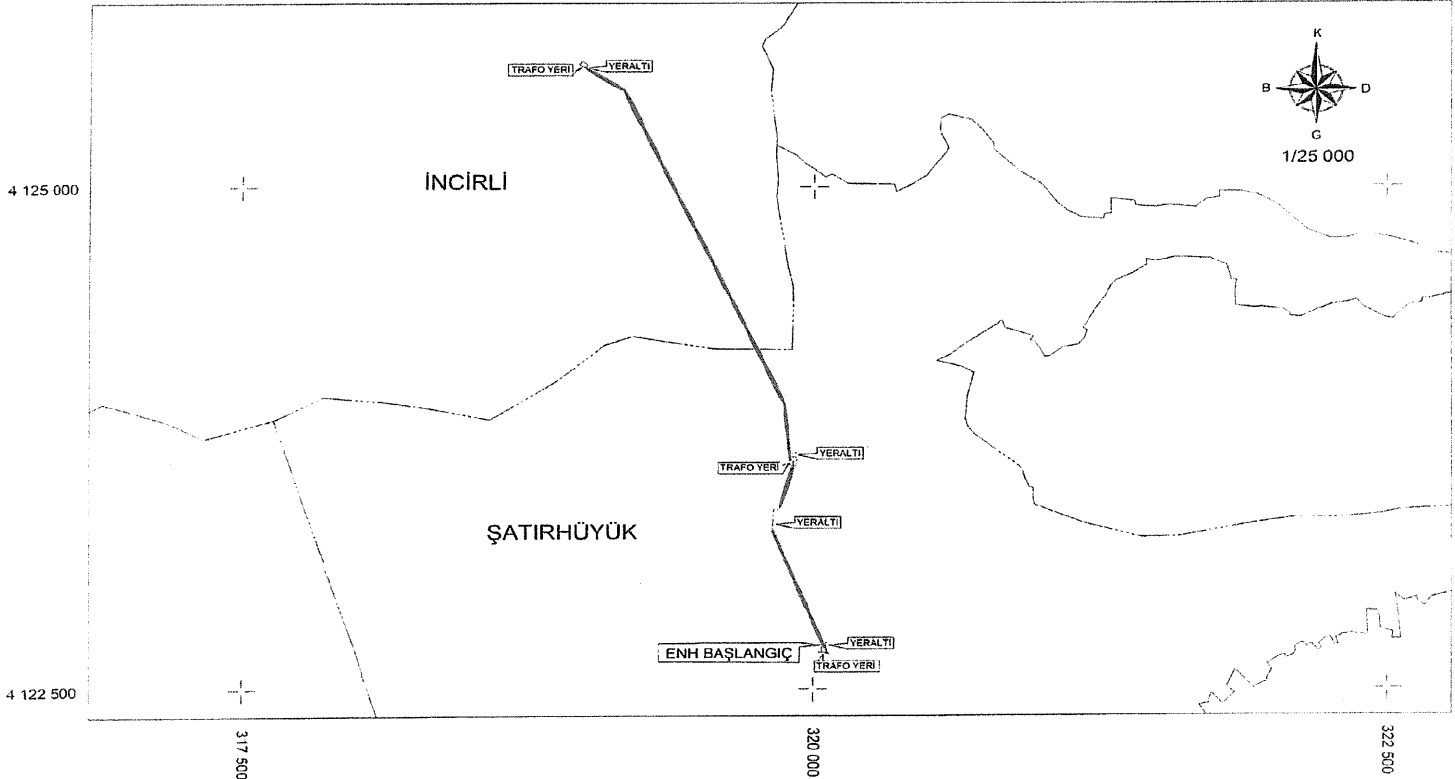 K
TRAFO YERİ
YERALTI
B
D
G
1/25 000
İNCİRLİ
4 125 000
YERALTI
TRAFO YERİ
YERALTI
ŞATIRHÜYÜK
YERALTI
ENH BAŞLANGIÇ
TRAFO YERİ
4 122 500
317 500
320 000
322 500